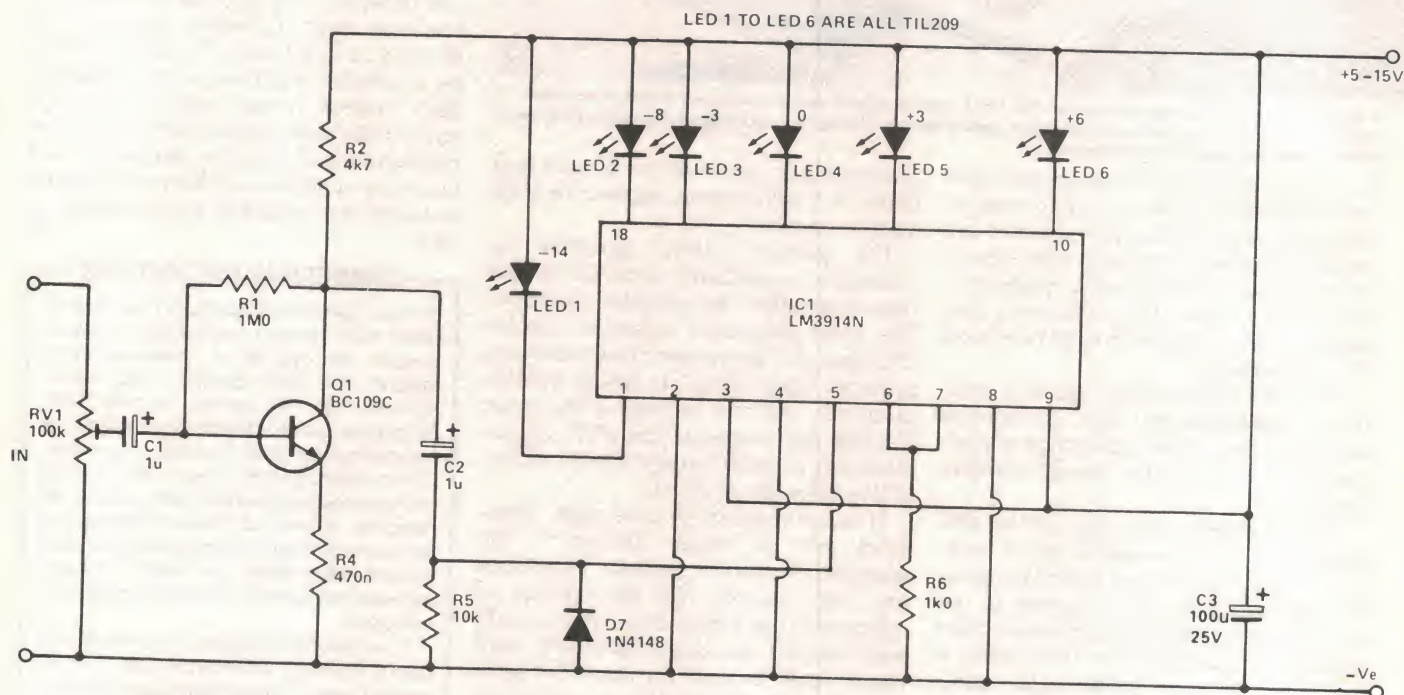 LED 1 TO LED 6 ARE ALL TIL209
+5-15V
R2
4k7
-8
-3
0
+3
+6
LED 2
LED 3
LED 4
LED 5
LED 6
-14
LED 1
18
10
IC1
LM3914N
1 2 3 4 5 6 7 8 9
R1
1M0
Q1
BC109C
RV1
100k
IN
+
C1
1u
+
C2
1u
R4
470n
R5
10k
D7
1N4148
R6
1k0
+
C3
100u
25V
-Ve